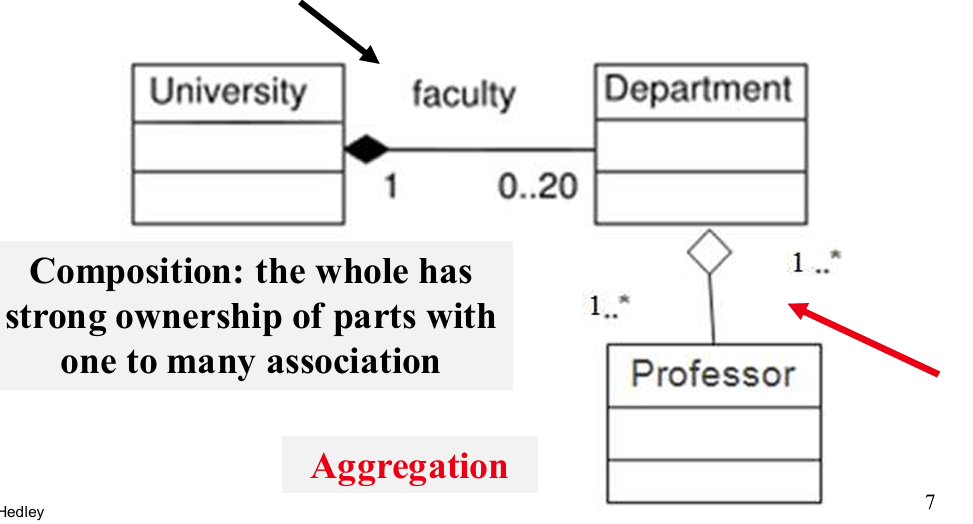 University
faculty
Department
1
0..20
Composition: the whole has
strong ownership of parts with
one to many association
1 ..*
1..*
Professor
Aggregation
Hedley
7